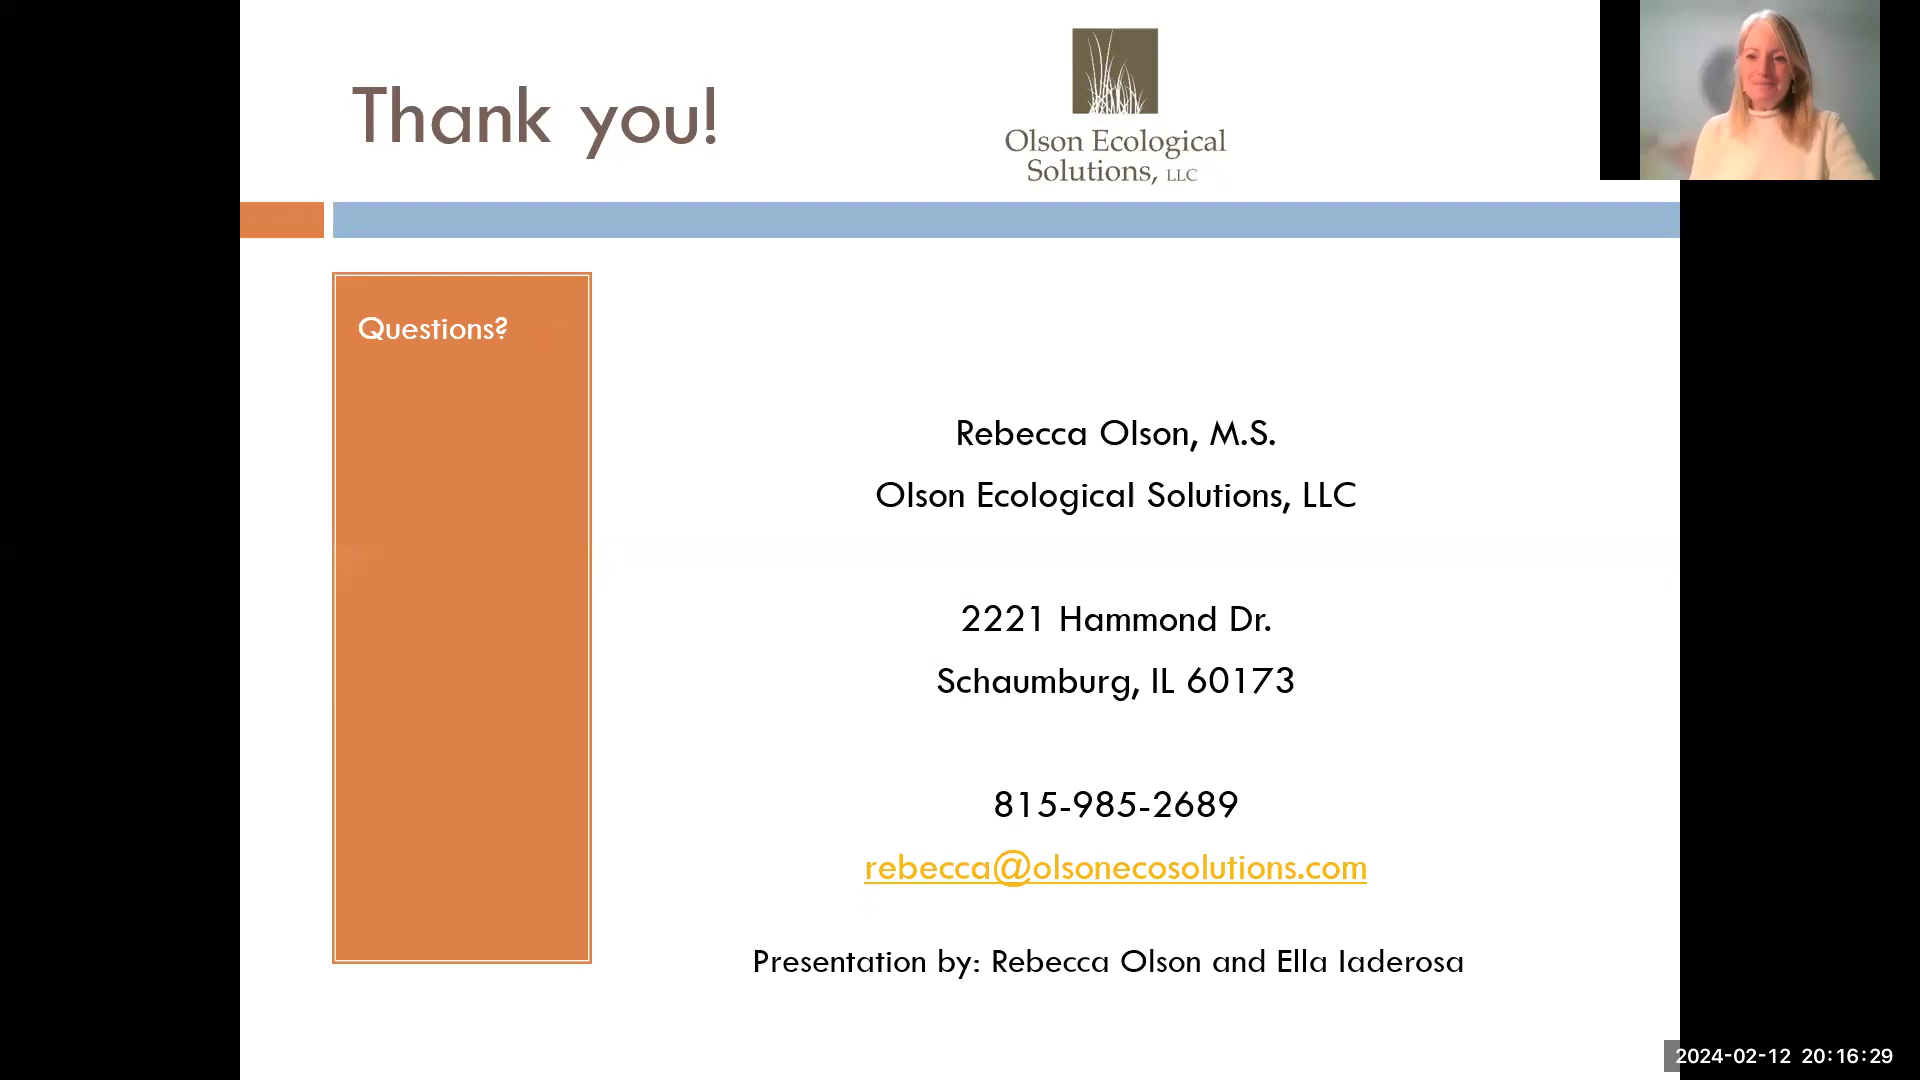 Thank you!
Olson Ecological
Solutions, LLC
Questions?
Rebecca Olson, M.S.
Olson Ecological Solutions, LLC
2221 Hammond Dr.
Schaumburg, IL 60173
815-985-2689
rebecca@olsonecosolutions.com
Presentation by: Rebecca Olson and Ella Iaderosa
2024-02-12 20:16:29